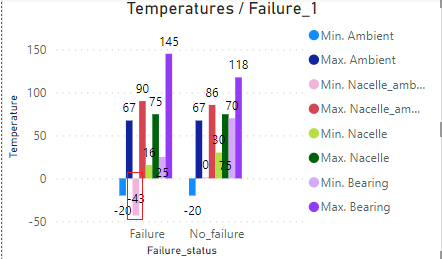 Temperatures / Failure_1
150
100
50
0
-50
Temperature
-20
67
-43
90
16
75
25
145
-20
67
0
86
30
75
70
118
Failure
No_failure
Failure_status
Min. Ambient
Max. Ambient
Min. Nacelle_amb...
Max. Nacelle_am...
Min. Nacelle
Max. Nacelle
Min. Bearing
Max. Bearing